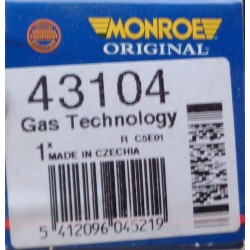 MONROE
ORIGINAL
43104
Gas Technology
R C5E01
1x MADE IN CZECHIA
5 412096 045219